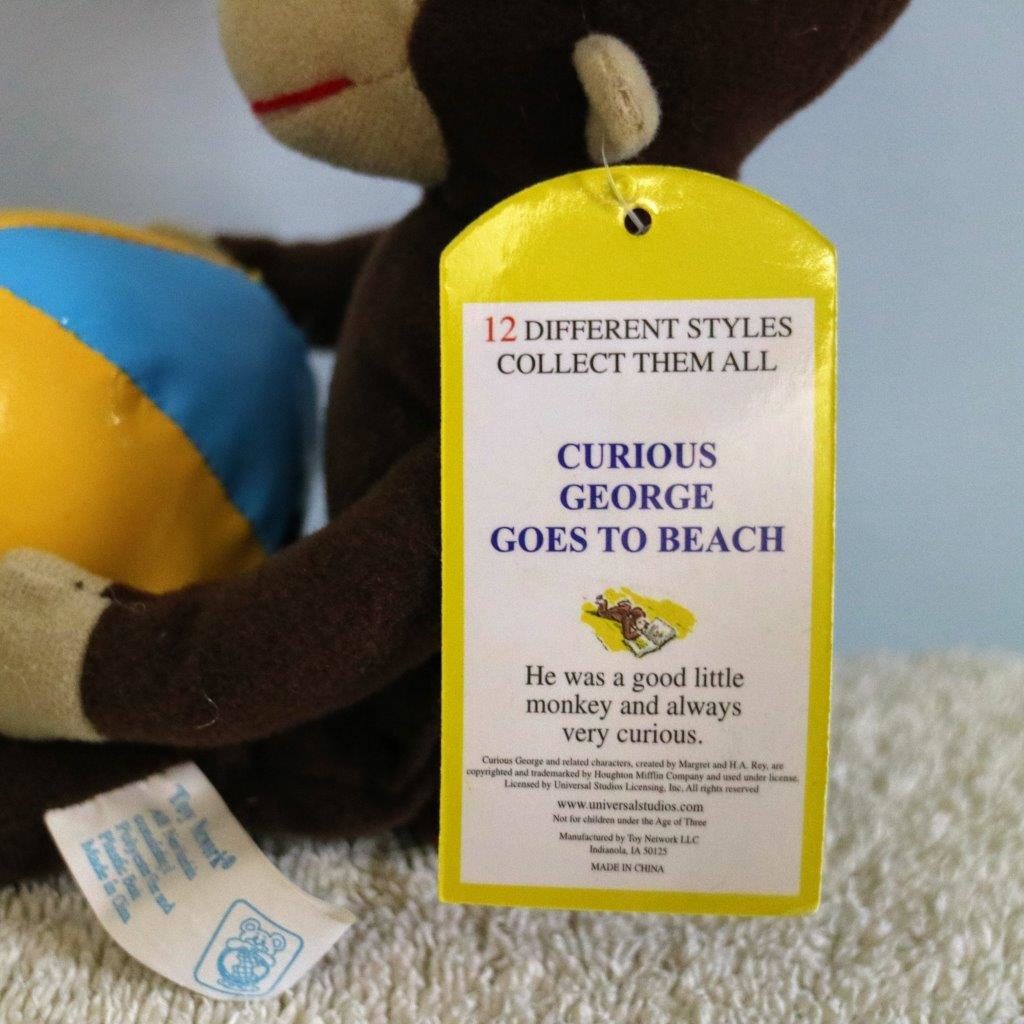 12 DIFFERENT STYLES
COLLECT THEM ALL
CURIOUS
GEORGE
GOES TO BEACH
He was a good little
monkey and always
very curious.
Curious George and related characters, created by Margret and H.A. Rey, are
copyrighted and trademarked by Houghton Mifflin Company and used under license.
Licensed by Universal Studios Licensing, Inc. All rights reserved
www.universalstudios.com
Not for children under the Age of Three
Manufactured by Toy Network LLC
Indianola, IA 50125
MADE IN CHINA
Toy Network®
All
and
Made in China